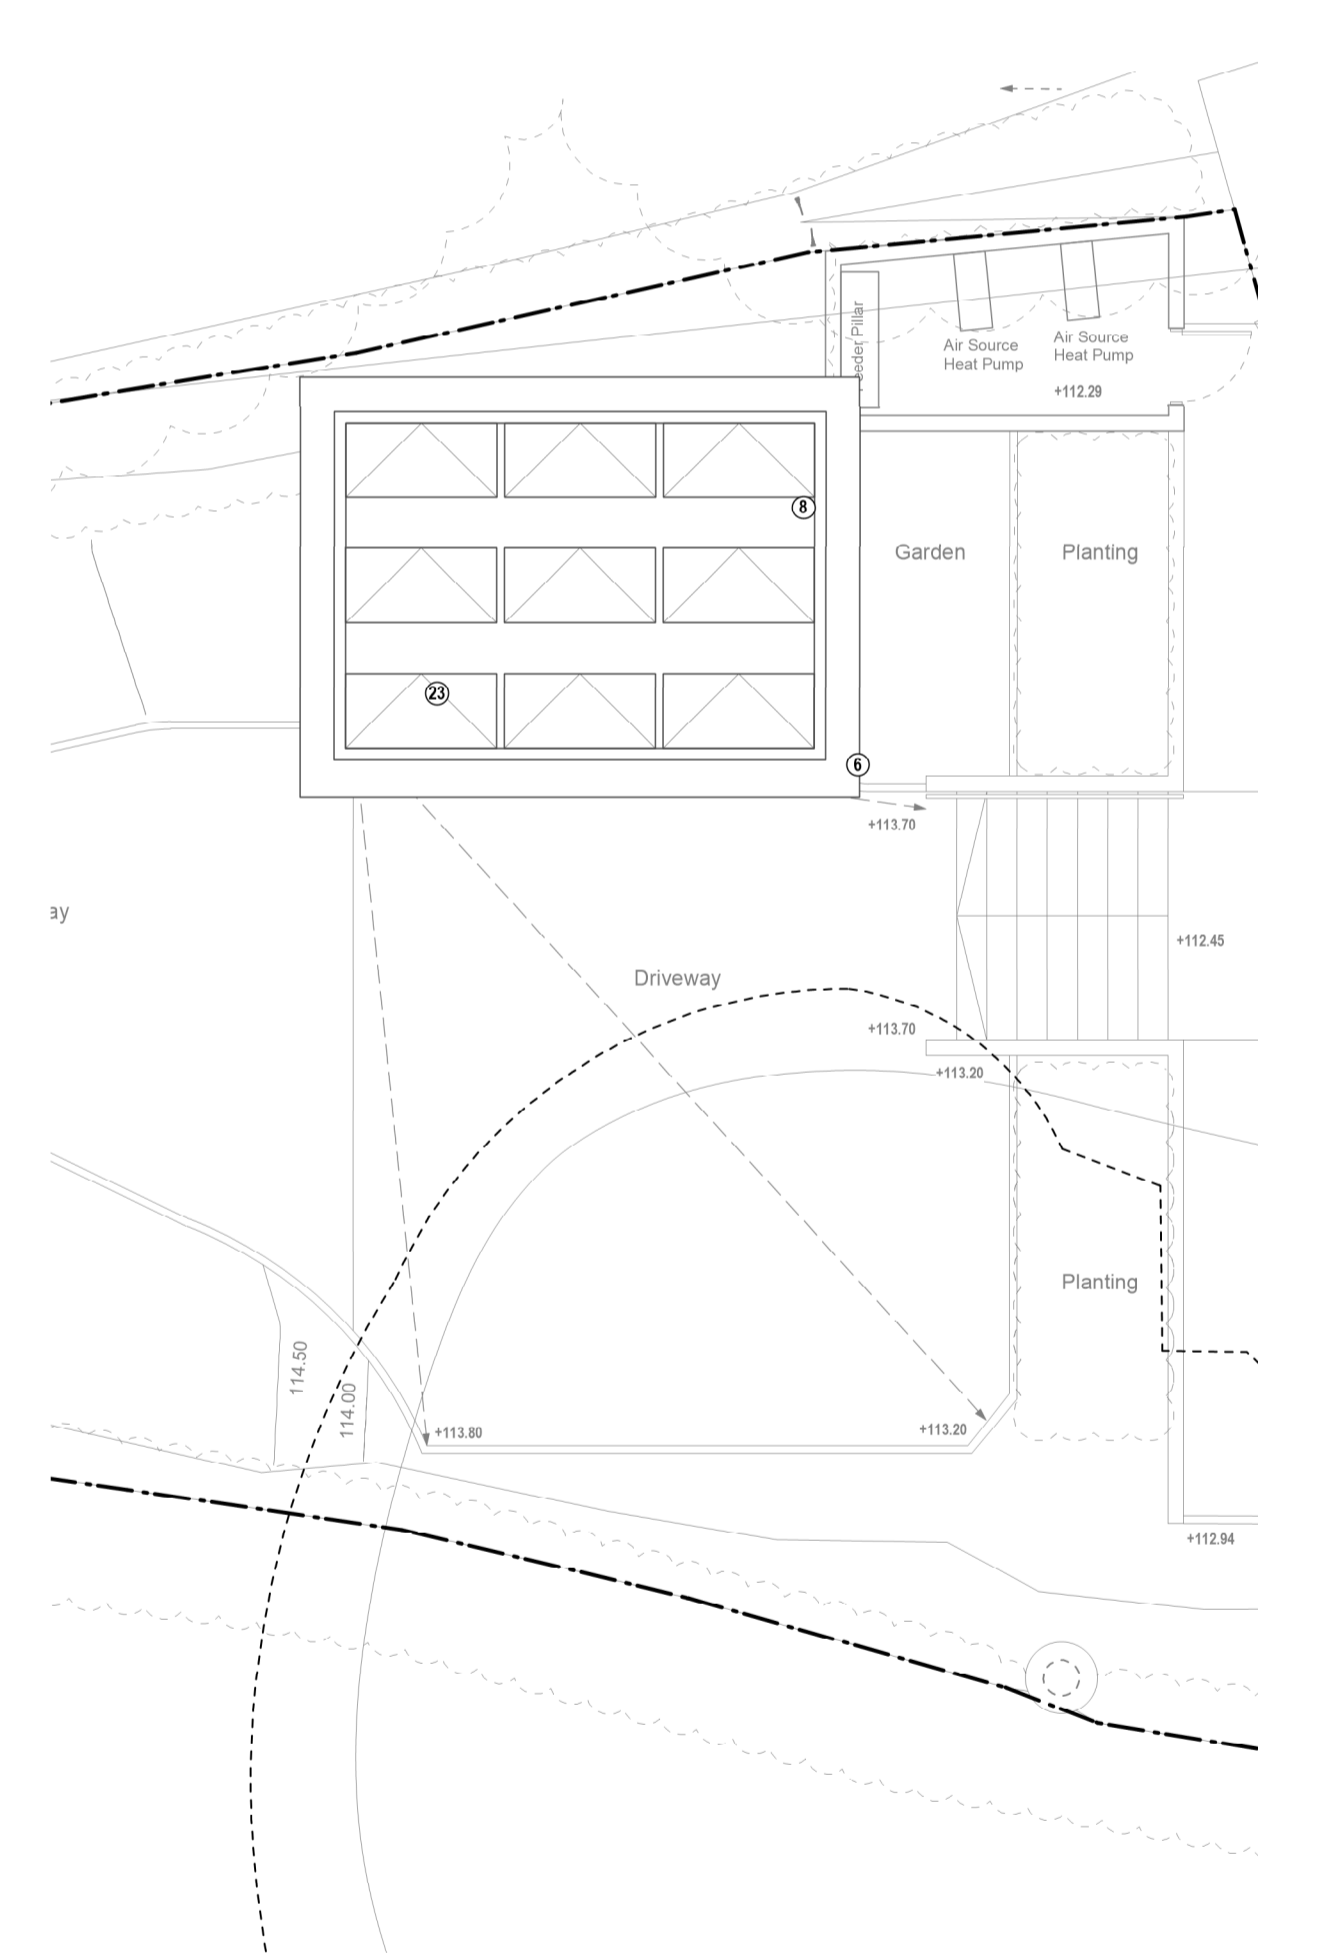 Feeder Pillar
Air Source
Heat Pump
Air Source
Heat Pump
+112.29
8
Garden
Planting
23
6
+113.70
ay
+112.45
Driveway
+113.70
+113.20
Planting
114.50
114.00
+113.80
+113.20
+112.94